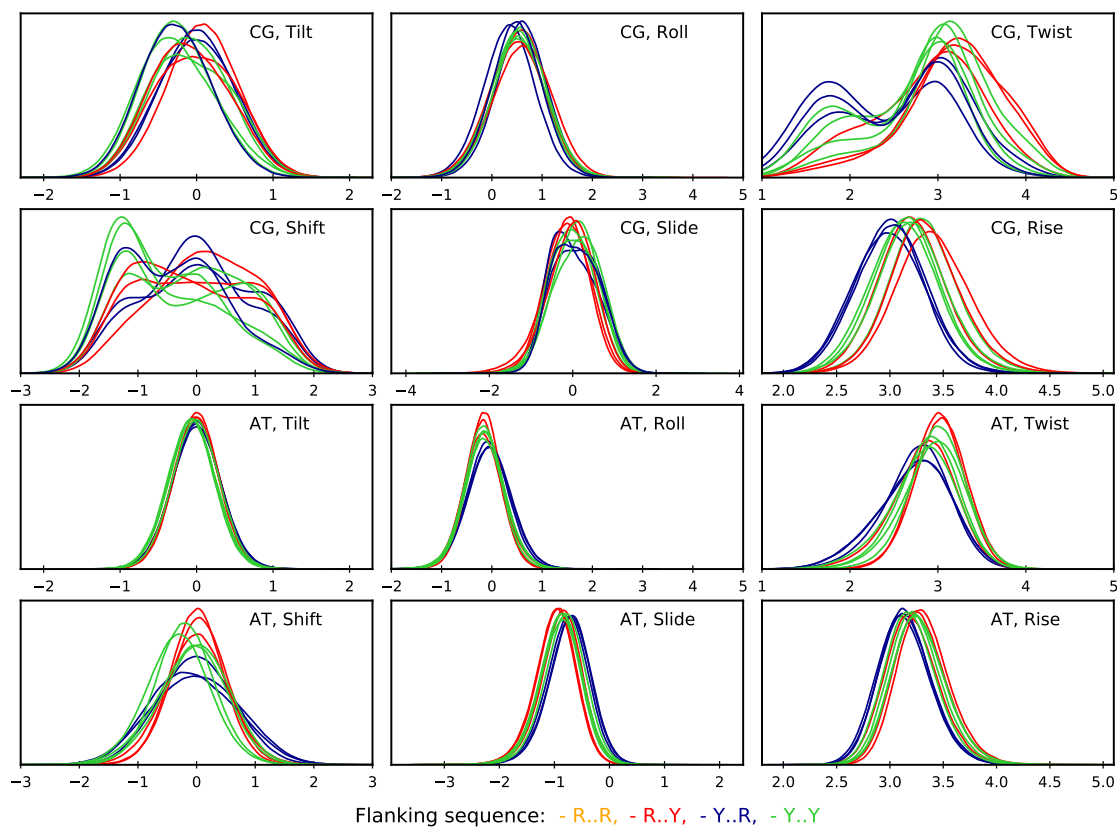 CG, Tilt
−2 −1 0 1 2
CG, Roll
−2 −1 0 1 2 3 4 5
CG, Twist
1 2 3 4 5
CG, Shift
−3 −2 −1 0 1 2 3
CG, Slide
−4 −2 0 2 4
CG, Rise
2.0 2.5 3.0 3.5 4.0 4.5 5.0
AT, Tilt
−2 −1 0 1 2
AT, Roll
−2 −1 0 1 2 3 4 5
AT, Twist
1 2 3 4 5
AT, Shift
−3 −2 −1 0 1 2 3
AT, Slide
−3 −2 −1 0 1 2
AT, Rise
2.0 2.5 3.0 3.5 4.0 4.5 5.0
Flanking sequence: - R..R, - R..Y, - Y..R, - Y..Y